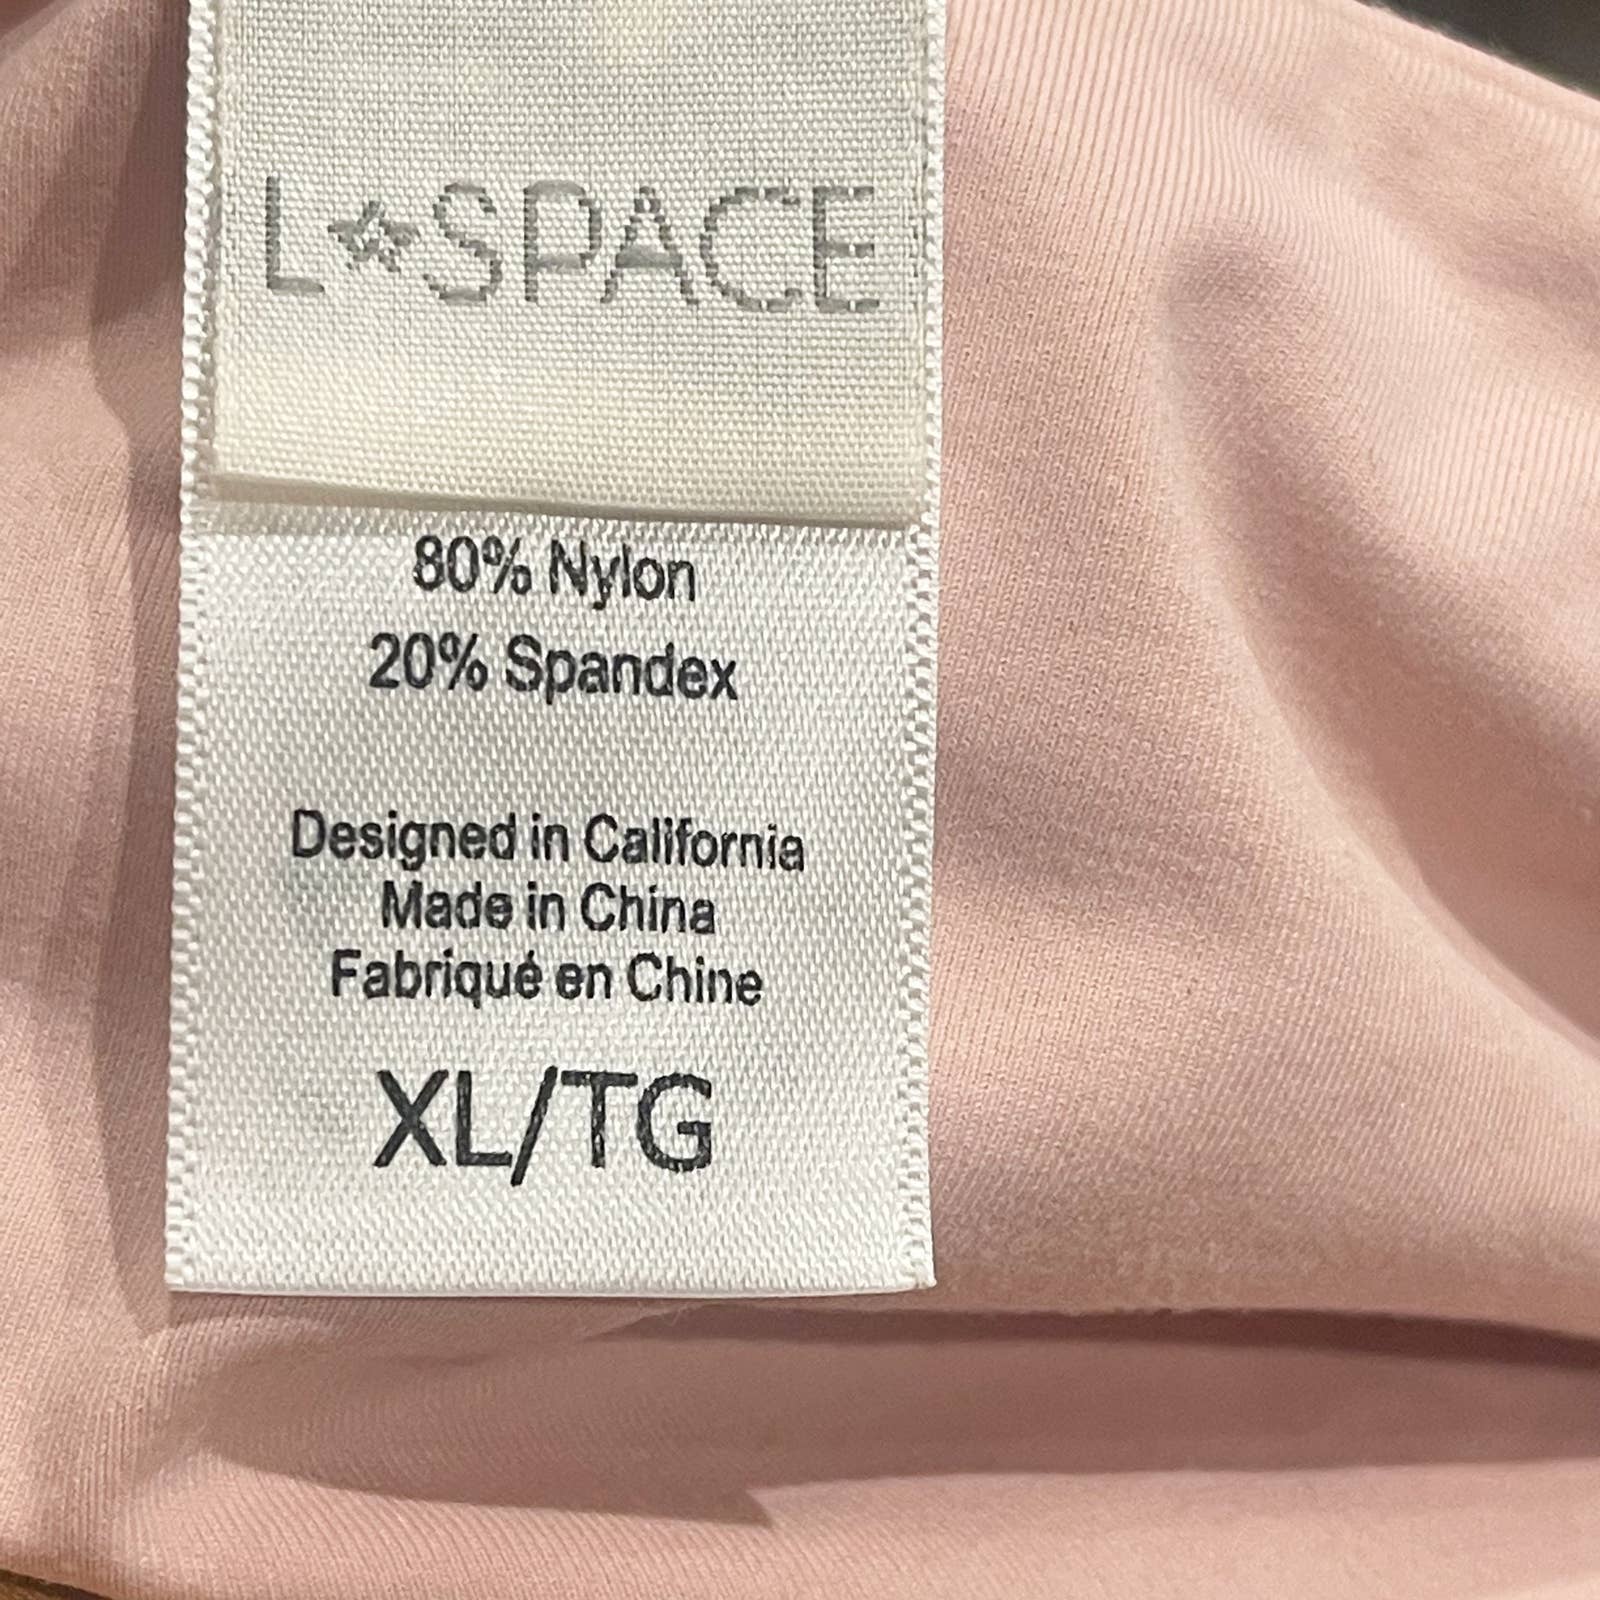 L★SPACE
80% Nylon
20% Spandex
Designed in California
Made in China
Fabriqué en Chine
XL/TG